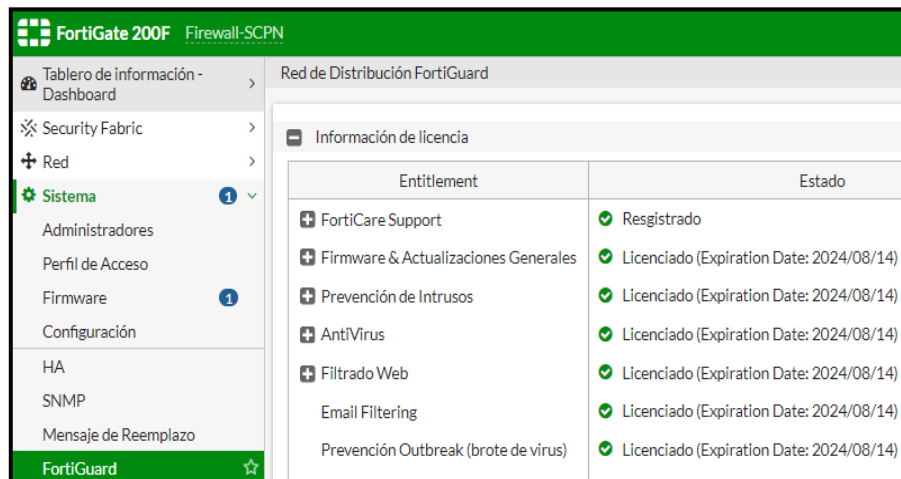 FortiGate 200F Firewall-SCPN
Tablero de información -
Dashboard
Security Fabric
Red
Sistema 1
Administradores
Perfil de Acceso
Firmware 1
Configuración
HA
SNMP
Mensaje de Reemplazo
FortiGuard
Red de Distribución FortiGuard
Información de licencia
Entitlement Estado
FortiCare Support Resgistrado
Firmware & Actualizaciones Generales Licenciado (Expiration Date: 2024/08/14)
Prevención de Intrusos Licenciado (Expiration Date: 2024/08/14)
AntiVirus Licenciado (Expiration Date: 2024/08/14)
Filtrado Web Licenciado (Expiration Date: 2024/08/14)
Email Filtering Licenciado (Expiration Date: 2024/08/14)
Prevención Outbreak (brote de virus) Licenciado (Expiration Date: 2024/08/14)